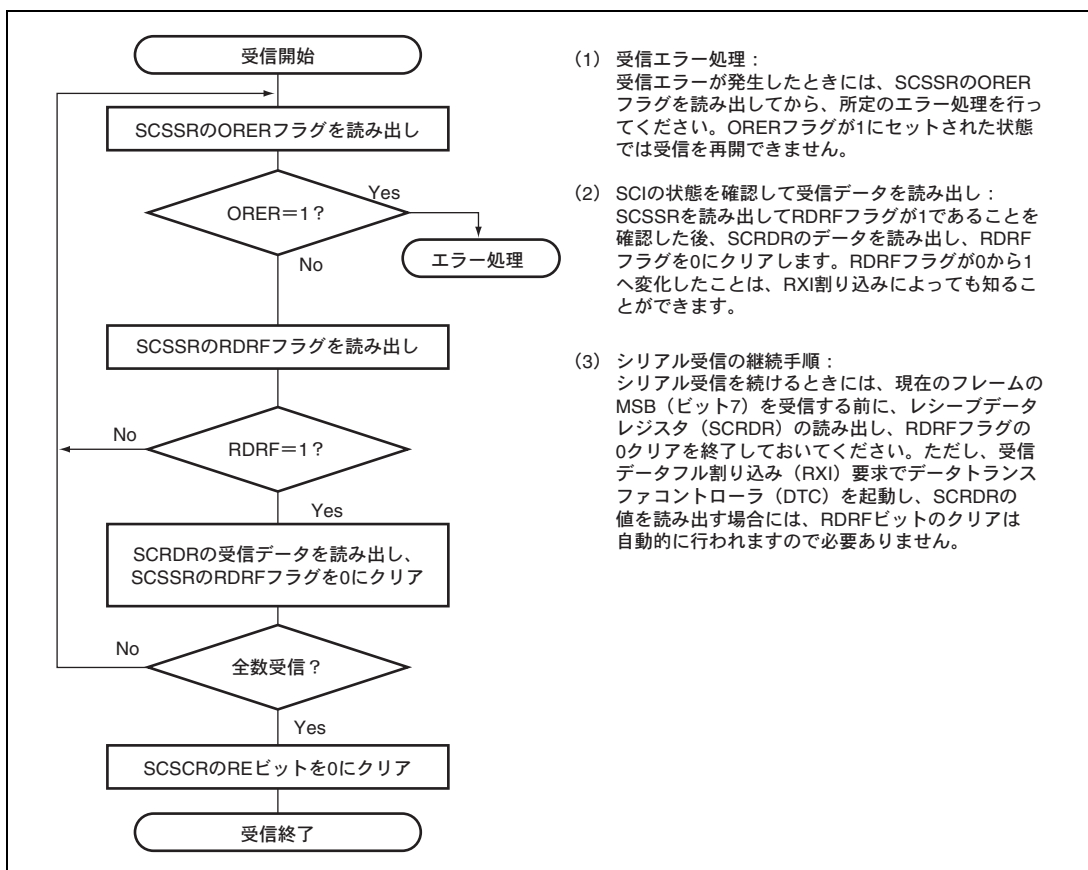 受信開始
SCSSRのORERフラグを読み出し
ORER＝1？
Yes
エラー処理
No
SCSSRのRDRFフラグを読み出し
No
RDRF＝1？
Yes
SCRDRの受信データを読み出し、
SCSSRのRDRFフラグを0にクリア
No
全数受信？
Yes
SCSCRのREビットを0にクリア
受信終了
（1） 受信エラー処理：
受信エラーが発生したときには、SCSSRのORER
フラグを読み出してから、所定のエラー処理を行っ
てください。ORERフラグが1にセットされた状態
では受信を再開できません。
（2） SCIの状態を確認して受信データを読み出し：
SCSSRを読み出してRDRFフラグが1であることを
確認した後、SCRDRのデータを読み出し、RDRF
フラグを0にクリアします。RDRFフラグが0から1
へ変化したことは、RXI割り込みによっても知るこ
とができます。
（3） シリアル受信の継続手順：
シリアル受信を続けるときには、現在のフレームの
MSB（ビット7）を受信する前に、レシーブデータ
レジスタ（SCRDR）の読み出し、RDRFフラグの
0クリアを終了しておいてください。ただし、受信
データフル割り込み（RXI）要求でデータトランス
ファコントローラ（DTC）を起動し、SCRDRの
値を読み出す場合には、RDRFビットのクリアは
自動的に行われますので必要ありません。